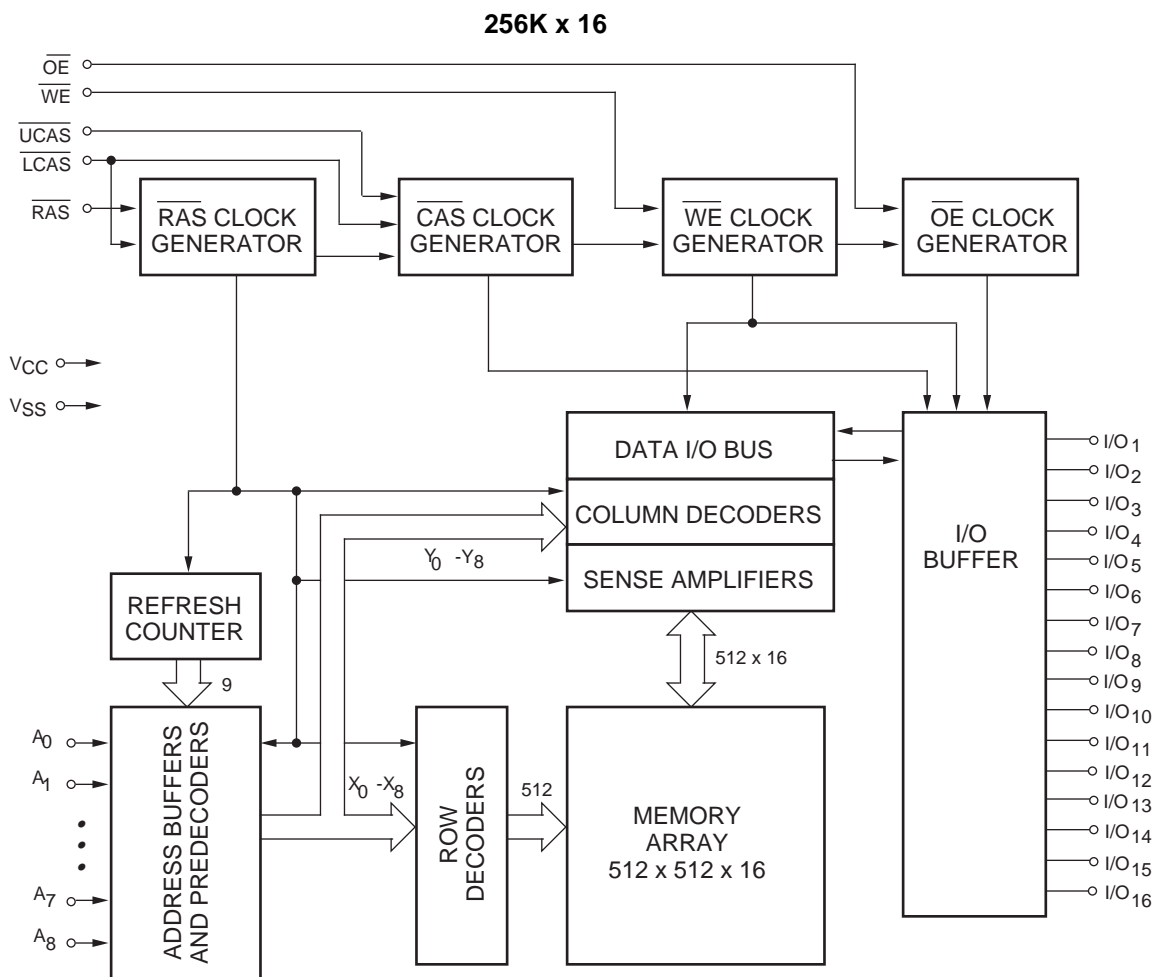 256K x 16
OE
WE
UCAS
LCAS
RAS
RAS CLOCK
GENERATOR
CAS CLOCK
GENERATOR
WE CLOCK
GENERATOR
OE CLOCK
GENERATOR
VCC
VSS
DATA I/O BUS
COLUMN DECODERS
SENSE AMPLIFIERS
Y0 -Y8
REFRESH
COUNTER
9
512 x 16
I/O
BUFFER
I/O1
I/O2
I/O3
I/O4
I/O5
I/O6
I/O7
I/O8
I/O9
I/O10
I/O11
I/O12
I/O13
I/O14
I/O15
I/O16
A0
A1
A7
A8
ADDRESS BUFFERS
AND PREDECODERS
X0 -X8
ROW
DECODERS
512
MEMORY
ARRAY
512 x 512 x 16